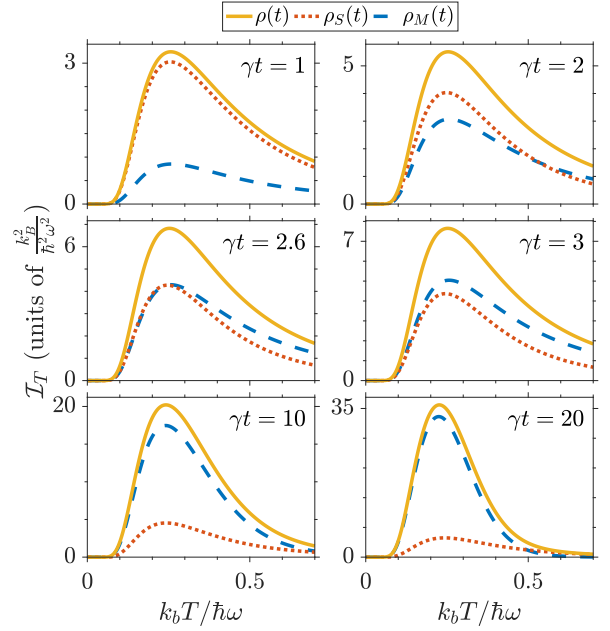 ρ(t) ρ_S(t) ρ_M(t)
3
0
γt = 1
5
0
γt = 2
6
0
γt = 2.6
7
0
γt = 3
20
0
γt = 10
35
0
γt = 20
0 0.5
0 0.5
k_bT/ℏω
k_bT/ℏω
I_T (units of k_B^2/ℏ^2ω^2)